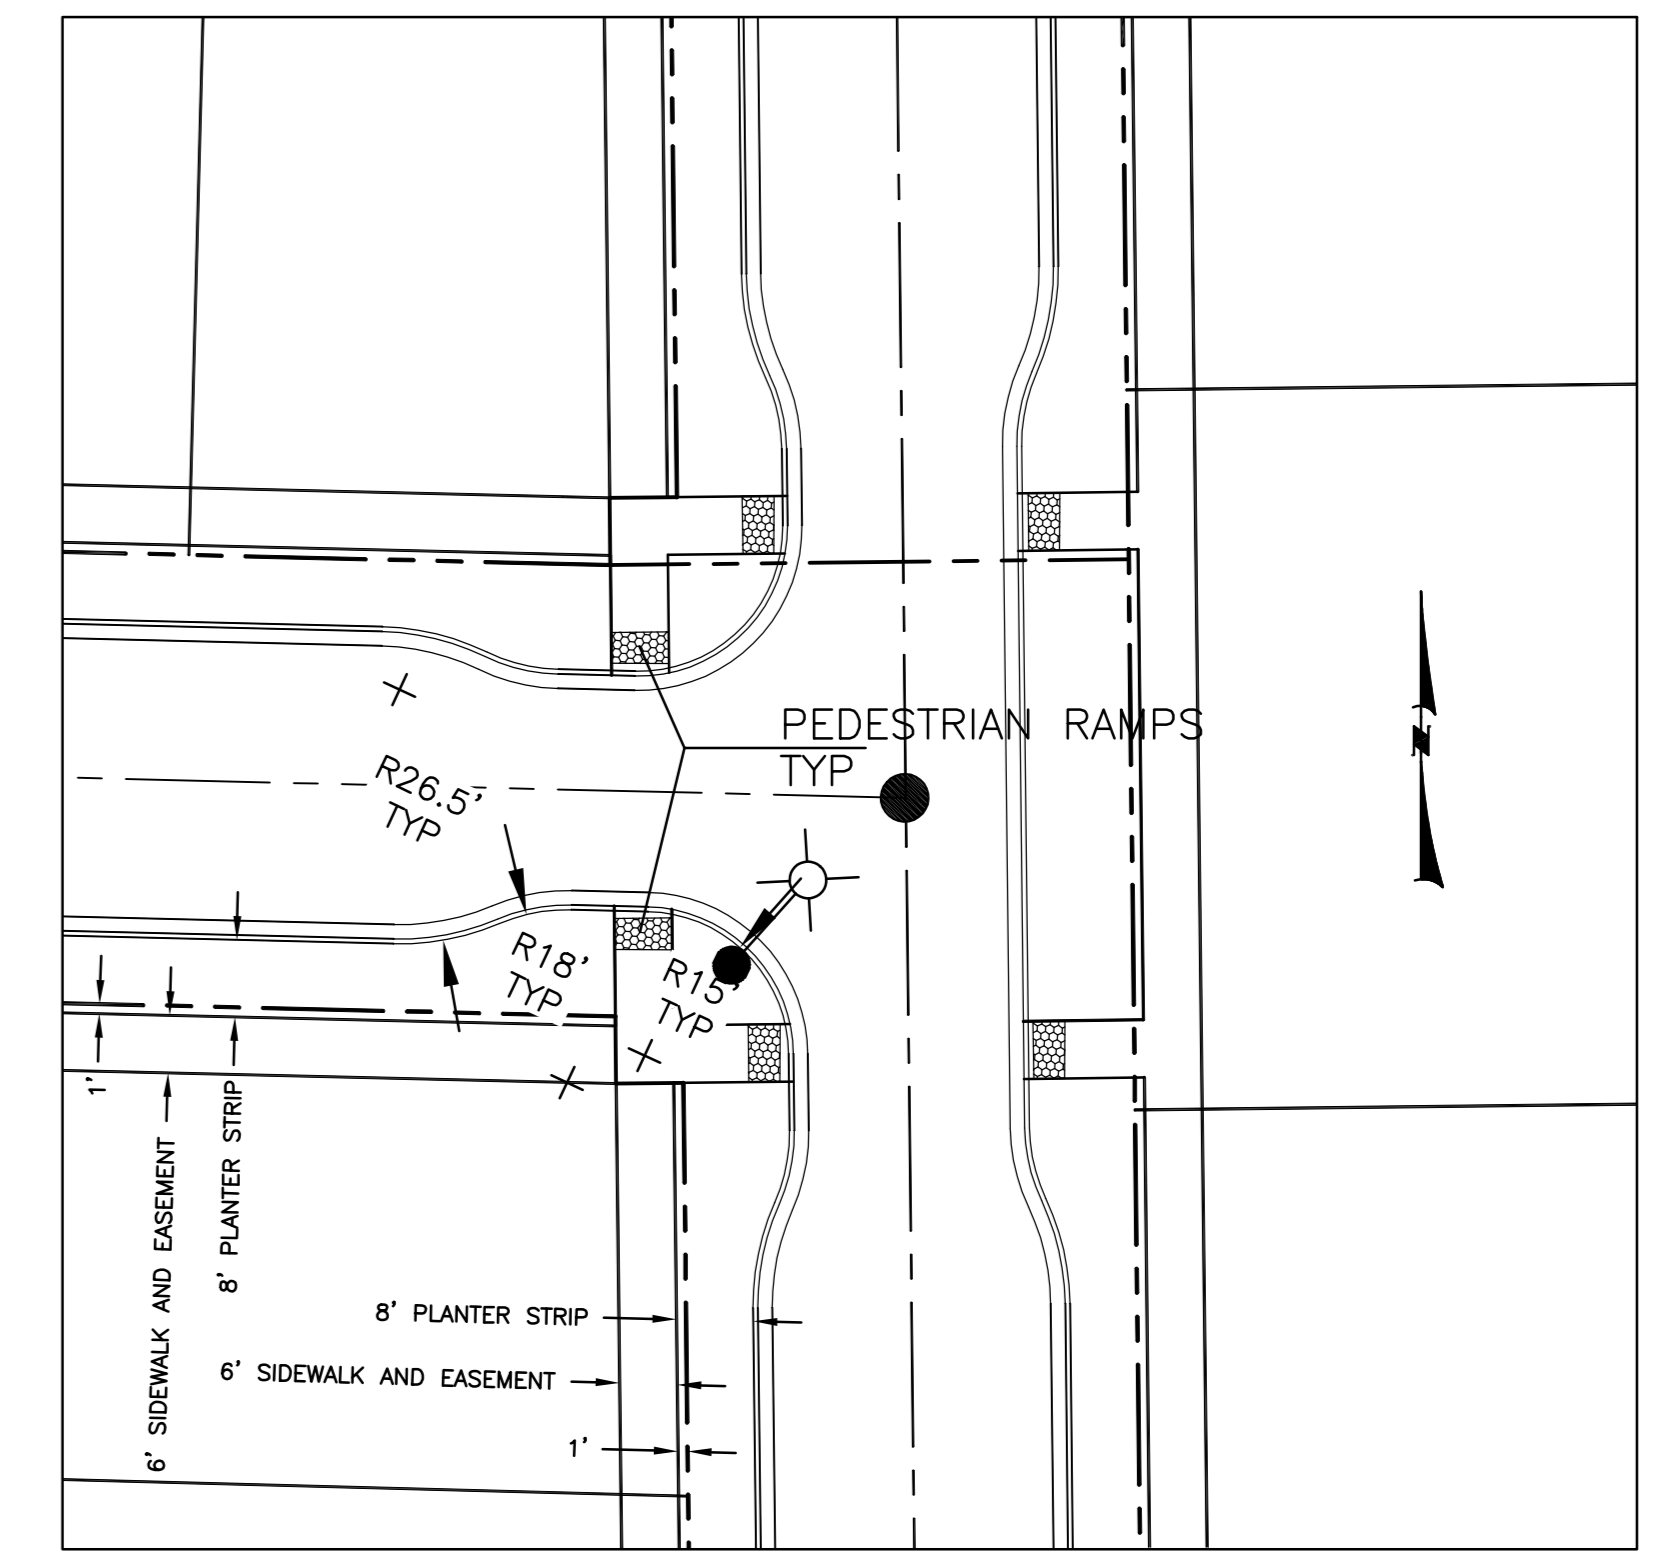 PEDESTRIAN RAMPS
TYP
N
R26.5'
TYP
R18'
TYP
R15'
TYP
1'
6' SIDEWALK AND EASEMENT
8' PLANTER STRIP
8' PLANTER STRIP
6' SIDEWALK AND EASEMENT
1'